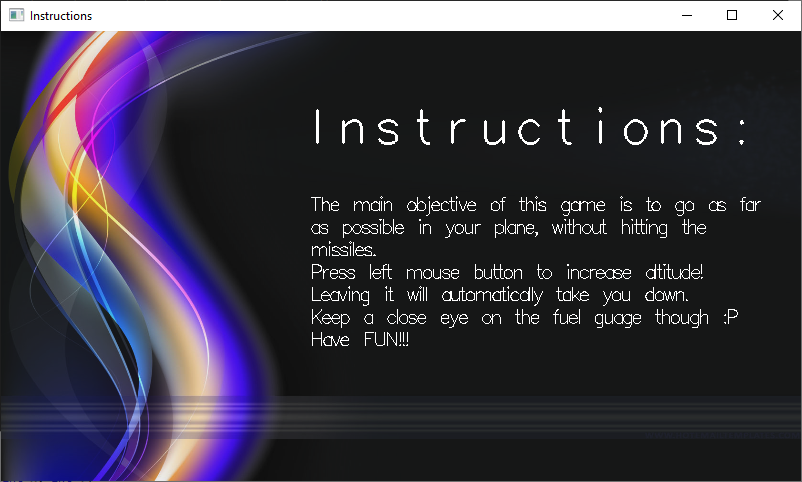 Instructions
Instructions:
The main objective of this game is to go as far
as possible in your plane, without hitting the
missiles.
Press left mouse button to increase altitude!
Leaving it will automatically take you down.
Keep a close eye on the fuel guage though :P
Have FUN!!!